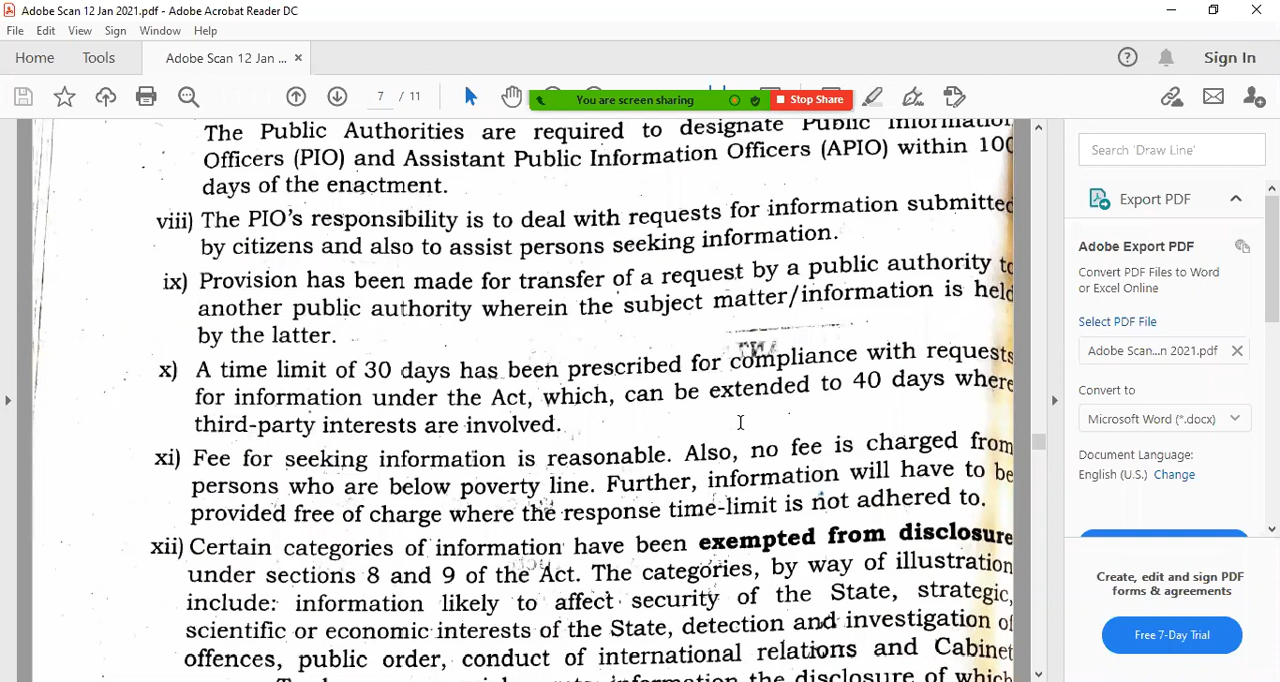 Adobe Scan 12 Jan 2021.pdf - Adobe Acrobat Reader DC
File Edit View Sign Window Help
Home Tools Adobe Scan 12 Jan ... × Sign In
7 / 11
You are screen sharing Stop Share
The Public Authorities are required to designate Public Information
Officers (PIO) and Assistant Public Information Officers (APIO) within 100
days of the enactment.
viii) The PIO's responsibility is to deal with requests for information submitted
by citizens and also to assist persons seeking information.
ix) Provision has been made for transfer of a request by a public authority to
another public authority wherein the subject matter/information is held
by the latter.
x) A time limit of 30 days has been prescribed for compliance with requests
for information under the Act, which, can be extended to 40 days where
third-party interests are involved.
xi) Fee for seeking information is reasonable. Also, no fee is charged from
persons who are below poverty line. Further, information will have to be
provided free of charge where the response time-limit is not adhered to.
xii) Certain categories of information have been exempted from disclosure
under sections 8 and 9 of the Act. The categories, by way of illustration
include: information likely to affect security of the State, strategic,
scientific or economic interests of the State, detection and investigation of
offences, public order, conduct of international relations and Cabinet
information the disclosure of which
Search 'Draw Line'
Export PDF
Adobe Export PDF
Convert PDF Files to Word
or Excel Online
Select PDF File
Adobe Scan...n 2021.pdf
Convert to
Microsoft Word (*.docx)
Document Language:
English (U.S.) Change
Create, edit and sign PDF
forms & agreements
Free 7-Day Trial